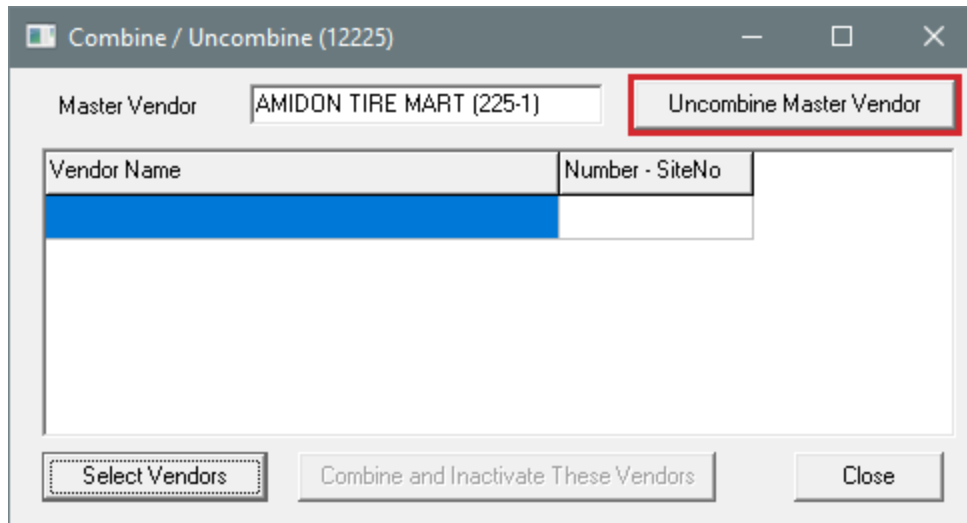 Combine / Uncombine (12225)
Master Vendor AMIDON TIRE MART (225-1) Uncombine Master Vendor
Vendor Name Number - SiteNo
Select Vendors Combine and Inactivate These Vendors Close